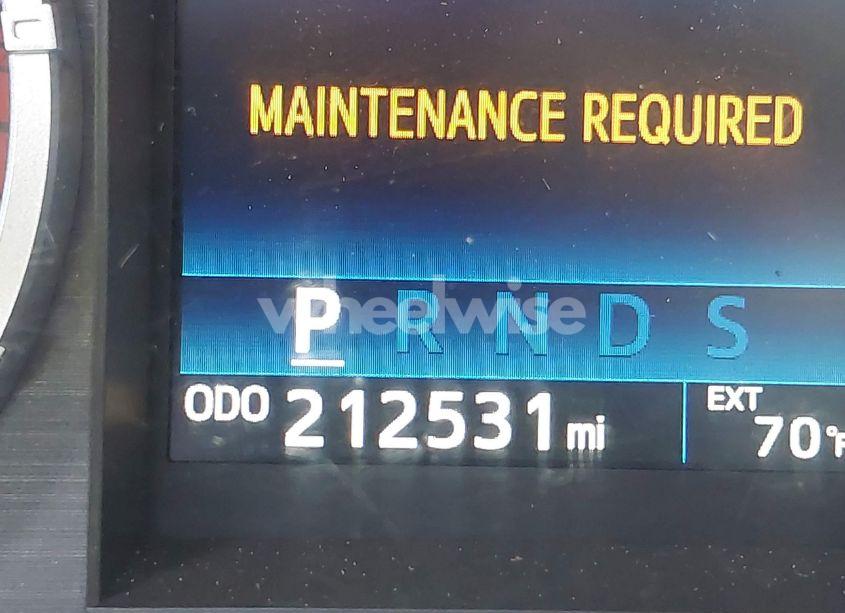 MAINTENANCE REQUIRED
P R N D S
wheelwise
ODO 212531 mi
EXT 70°F